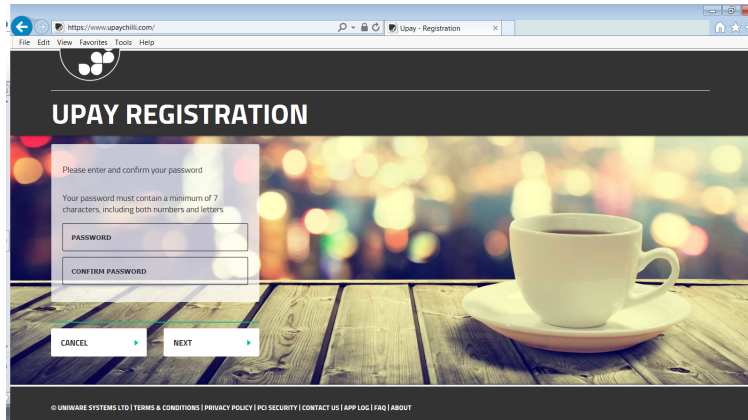 https://www.upaychilli.com/
Upay - Registration
File Edit View Favorites Tools Help
UPAY REGISTRATION
Please enter and confirm your password
Your password must contain a minimum of 7
characters, including both numbers and letters
PASSWORD
CONFIRM PASSWORD
CANCEL NEXT
© UNIWARE SYSTEMS LTD | TERMS & CONDITIONS | PRIVACY POLICY | PCI SECURITY | CONTACT US | APP LOG | FAQ | ABOUT